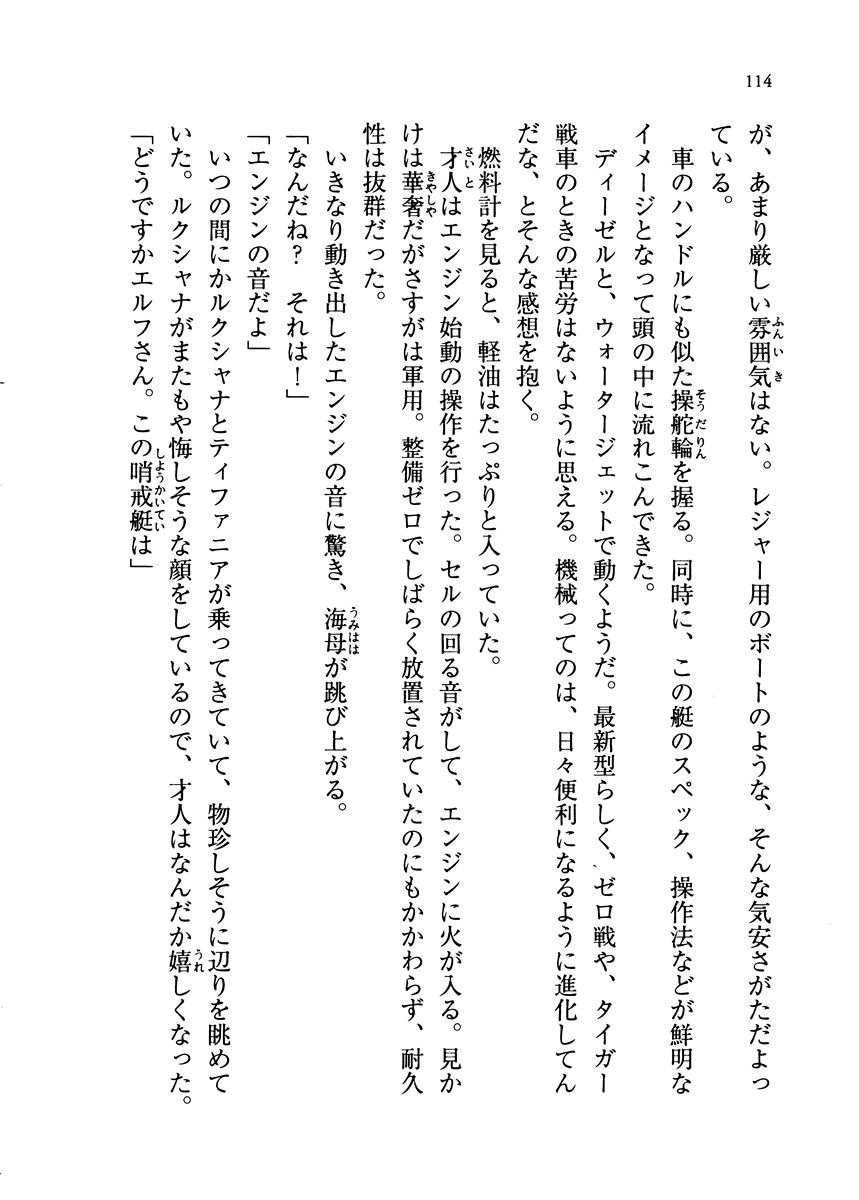 114
が、あまり厳しい雰囲気はない。レジャー用のボートのような、そんな気安さがただよっ
ている。
車のハンドルにも似た操舵輪を握る。同時に、この艇のスペック、操作法などが鮮明な
イメージとなって頭の中に流れこんできた。
ディーゼルと、ウォータージェットで動くようだ。最新型らしく、ゼロ戦や、タイガー
戦車のときの苦労はないように思える。機械ってのは、日々便利になるように進化してん
だな、とそんな感想を抱く。
燃料計を見ると、軽油はたっぷりと入っていた。
才人はエンジン始動の操作を行った。セルの回る音がして、エンジンに火が入る。見か
けは華奢だがさすがは軍用。整備ゼロでしばらく放置されていたのにもかかわらず、耐久
性は抜群だった。
いきなり動き出したエンジンの音に驚き、海母が跳び上がる。
「なんだね？　それは！」
「エンジンの音だよ」
いつの間にかルクシャナとティファニアが乗ってきていて、物珍しそうに辺りを眺めて
いた。ルクシャナがまたもや悔しそうな顔をしているので、才人はなんだか嬉しくなった。
「どうですかエルフさん。この哨戒艇は」